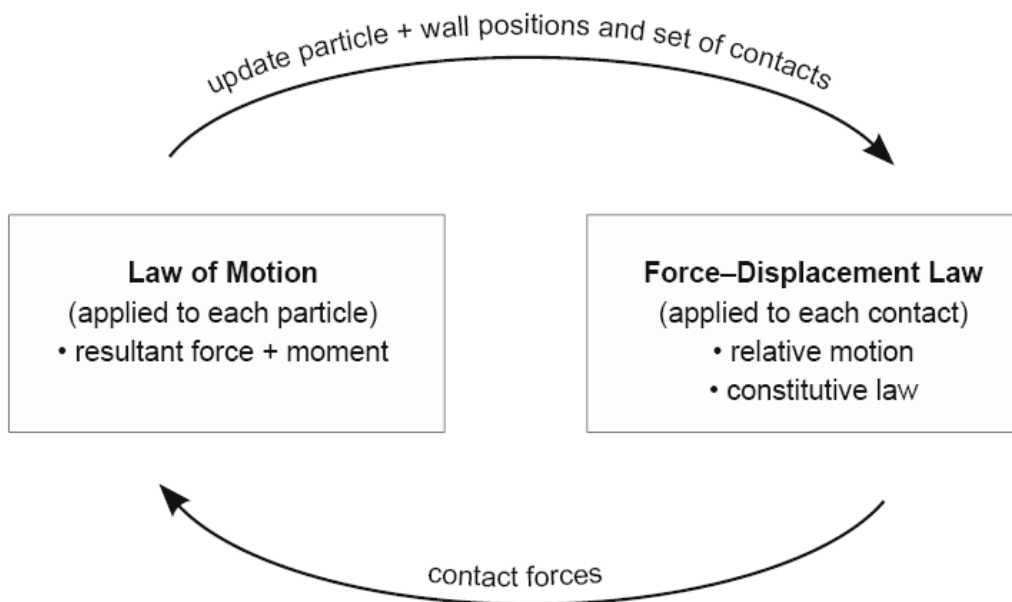 update particle + wall positions and set of contacts
Law of Motion
(applied to each particle)
• resultant force + moment
Force–Displacement Law
(applied to each contact)
• relative motion
• constitutive law
contact forces